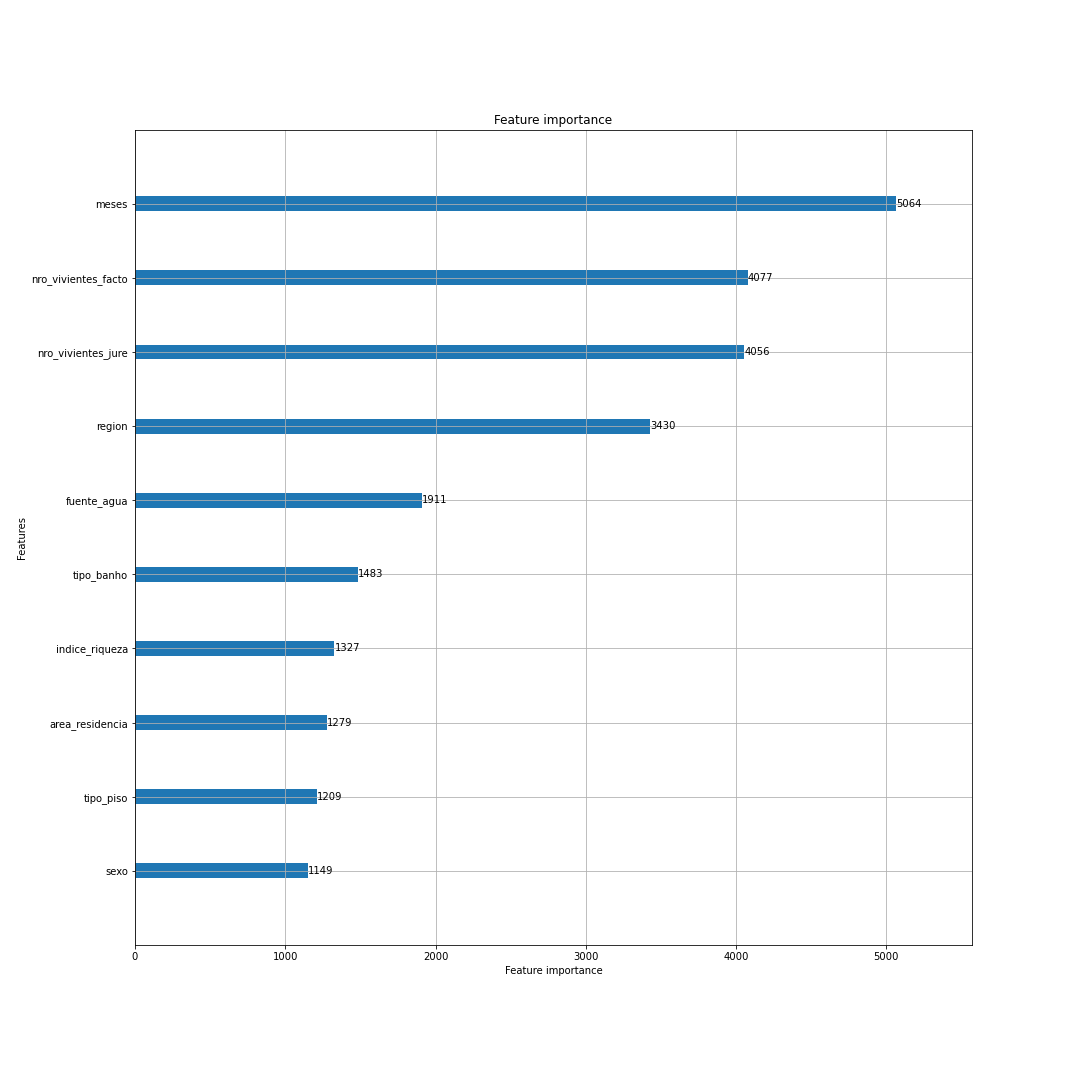 Feature importance
meses 5064
nro_vivientes_facto 4077
nro_vivientes_jure 4056
region 3430
fuente_agua 1911
tipo_banho 1483
indice_riqueza 1327
area_residencia 1279
tipo_piso 1209
sexo 1149
Features
0 1000 2000 3000 4000 5000
Feature importance